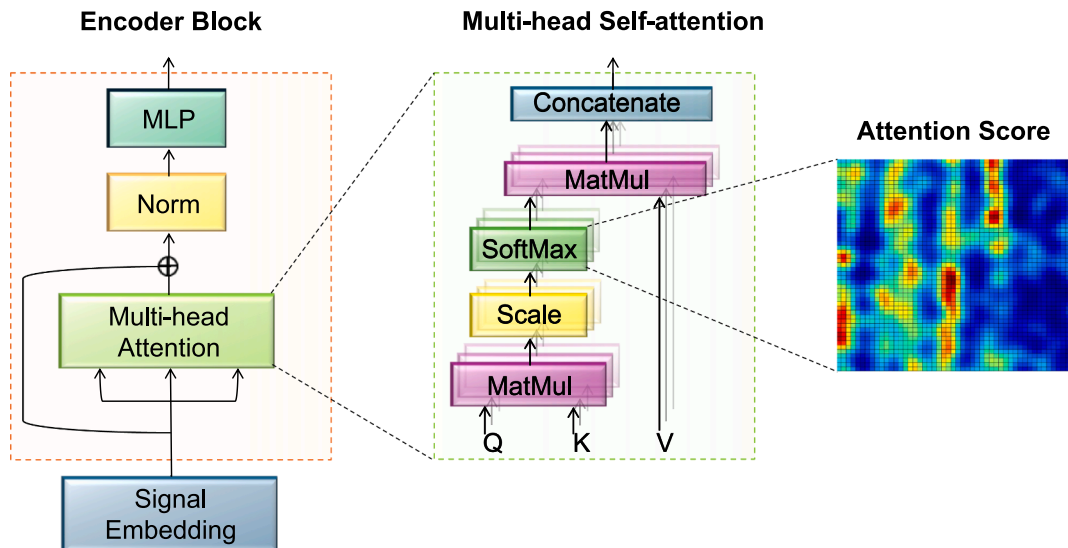 Encoder Block
MLP
Norm
Multi-head
Attention
Signal
Embedding
Multi-head Self-attention
Concatenate
MatMul
SoftMax
Scale
MatMul
Q K V
Attention Score